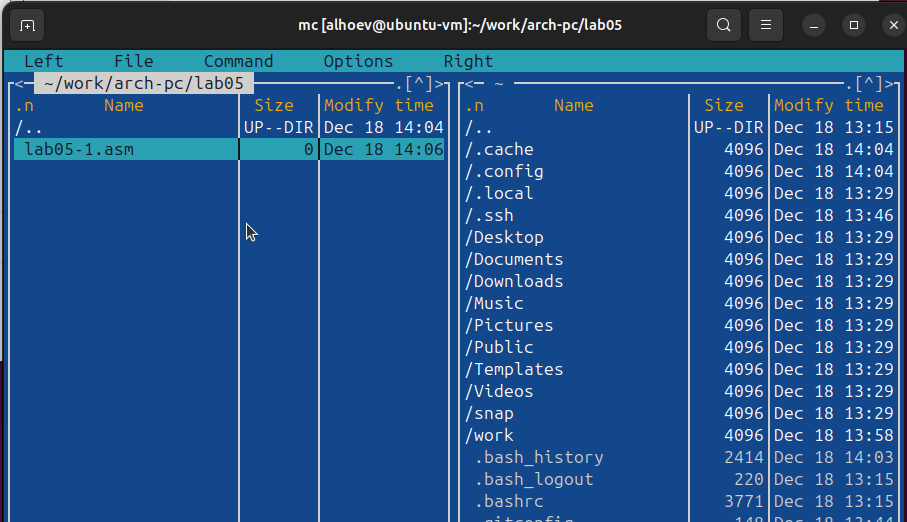 mc [alhoev@ubuntu-vm]:~/work/arch-pc/lab05
Left File Command Options Right
<─ ~/work/arch-pc/lab05 .[^]>
.n Name Size Modify time
/.. UP--DIR Dec 18 14:04
lab05-1.asm 0 Dec 18 14:06
<─ ~ .[^]>
.n Name Size Modify time
/.. UP--DIR Dec 18 13:15
/.cache 4096 Dec 18 14:04
/.config 4096 Dec 18 14:04
/.local 4096 Dec 18 13:29
/.ssh 4096 Dec 18 13:46
/Desktop 4096 Dec 18 13:29
/Documents 4096 Dec 18 13:29
/Downloads 4096 Dec 18 13:29
/Music 4096 Dec 18 13:29
/Pictures 4096 Dec 18 13:29
/Public 4096 Dec 18 13:29
/Templates 4096 Dec 18 13:29
/Videos 4096 Dec 18 13:29
/snap 4096 Dec 18 13:29
/work 4096 Dec 18 13:58
.bash_history 2414 Dec 18 14:03
.bash_logout 220 Dec 18 13:15
.bashrc 3771 Dec 18 13:15